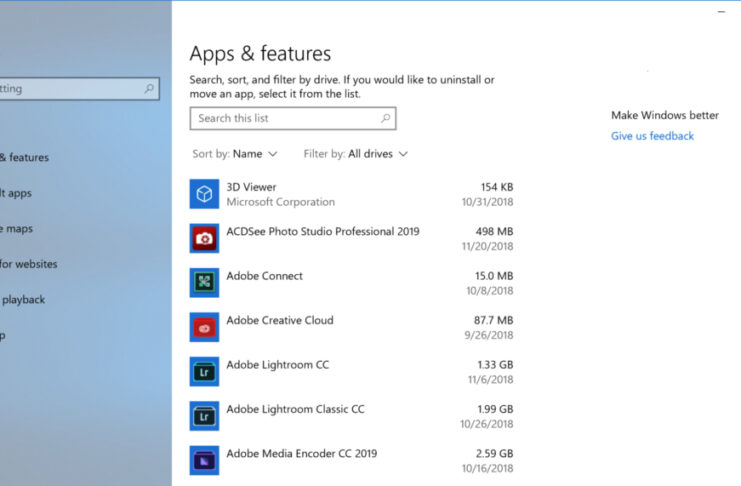 Apps & features
Search, sort, and filter by drive. If you would like to uninstall or
move an app, select it from the list.
Search this list
Sort by: Name
Filter by: All drives
3D Viewer
154 KB
Microsoft Corporation
10/31/2018
ACDSee Photo Studio Professional 2019
498 MB
11/20/2018
Adobe Connect
15.0 MB
10/8/2018
Adobe Creative Cloud
87.7 MB
9/26/2018
Lr
Adobe Lightroom CC
1.33 GB
11/6/2018
Lr
Adobe Lightroom Classic CC
1.99 GB
10/26/2018
Adobe Media Encoder CC 2019
2.59 GB
10/16/2018
tting
& features
lt apps
e maps
for websites
playback
p
Make Windows better
Give us feedback